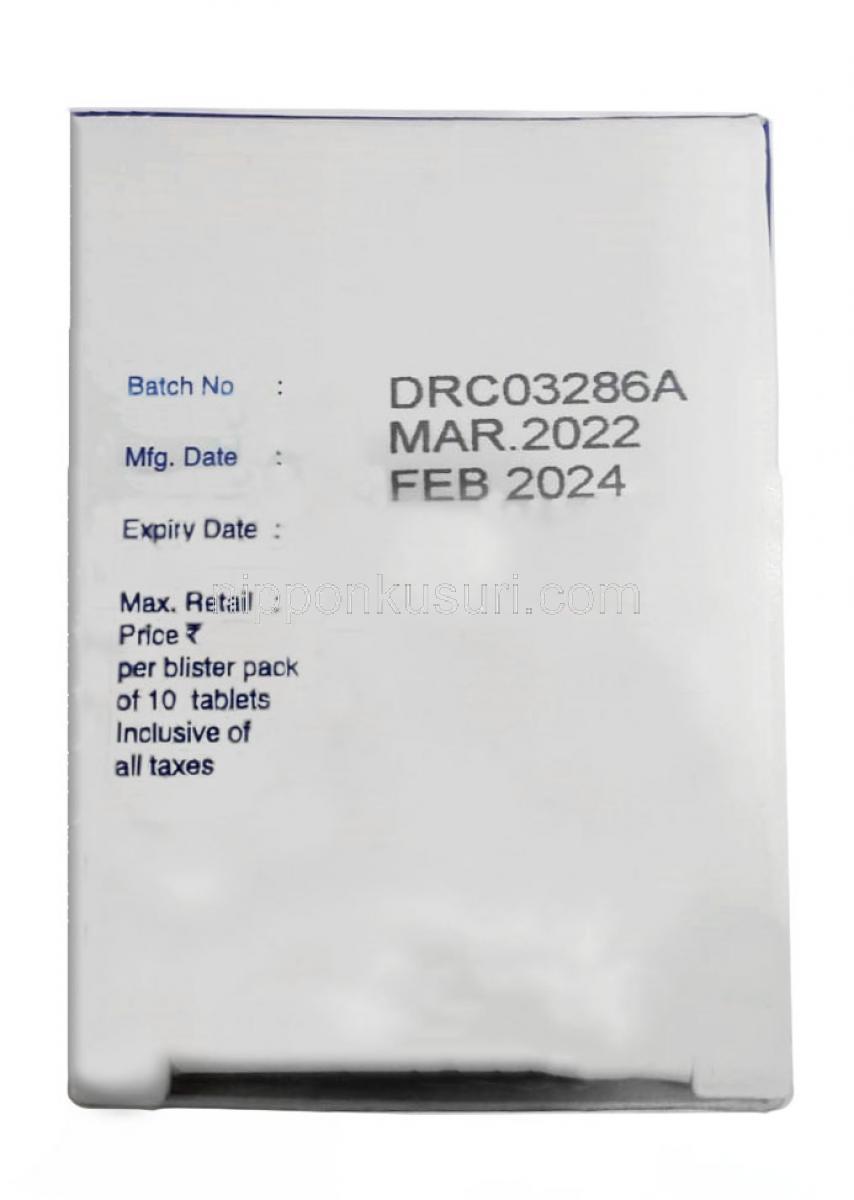 Batch No : DRC03286A
Mfg. Date : MAR.2022
Expiry Date : FEB 2024
nipponkusuri.com
Max. Retail :
Price ₹
per blister pack
of 10 tablets
Inclusive of
all taxes